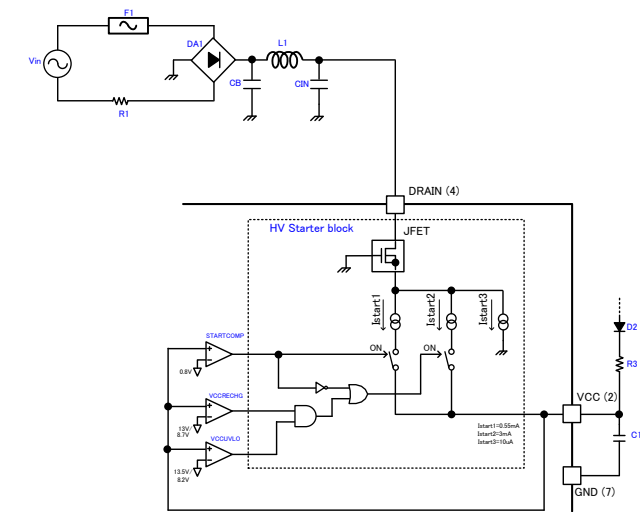 F1
Vin
DA1
L1
CB
CIN
R1
DRAIN (4)
HV Starter block
JFET
Istart1
Istart2
Istart3
D2
STARTCOMP
ON
ON
R3
0.8V
VCCRECHG
VCC (2)
13V/
8.7V
Istart1=0.55mA
Istart2=3mA
Istart3=10uA
C1
VCCUVLO
13.5V/
8.2V
GND (7)